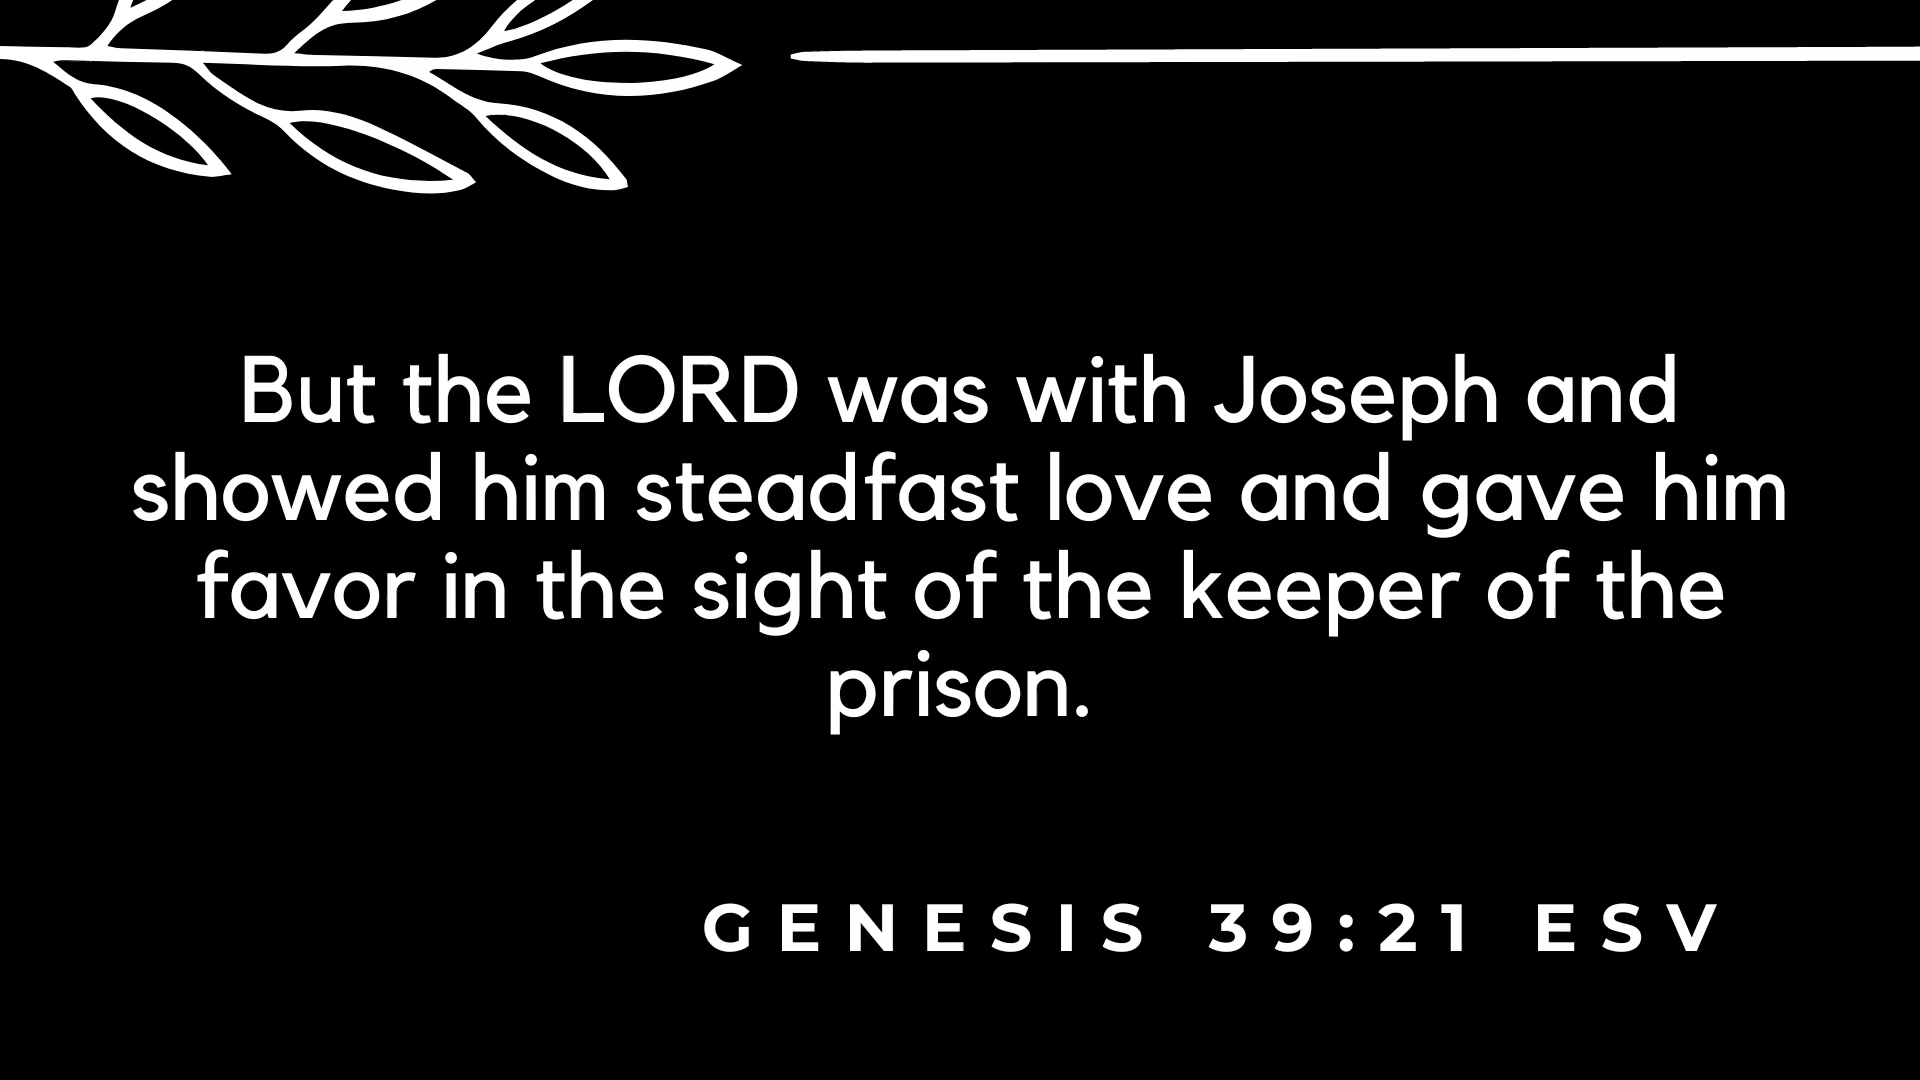 But the LORD was with Joseph and
showed him steadfast love and gave him
favor in the sight of the keeper of the
prison.
GENESIS 39:21 ESV